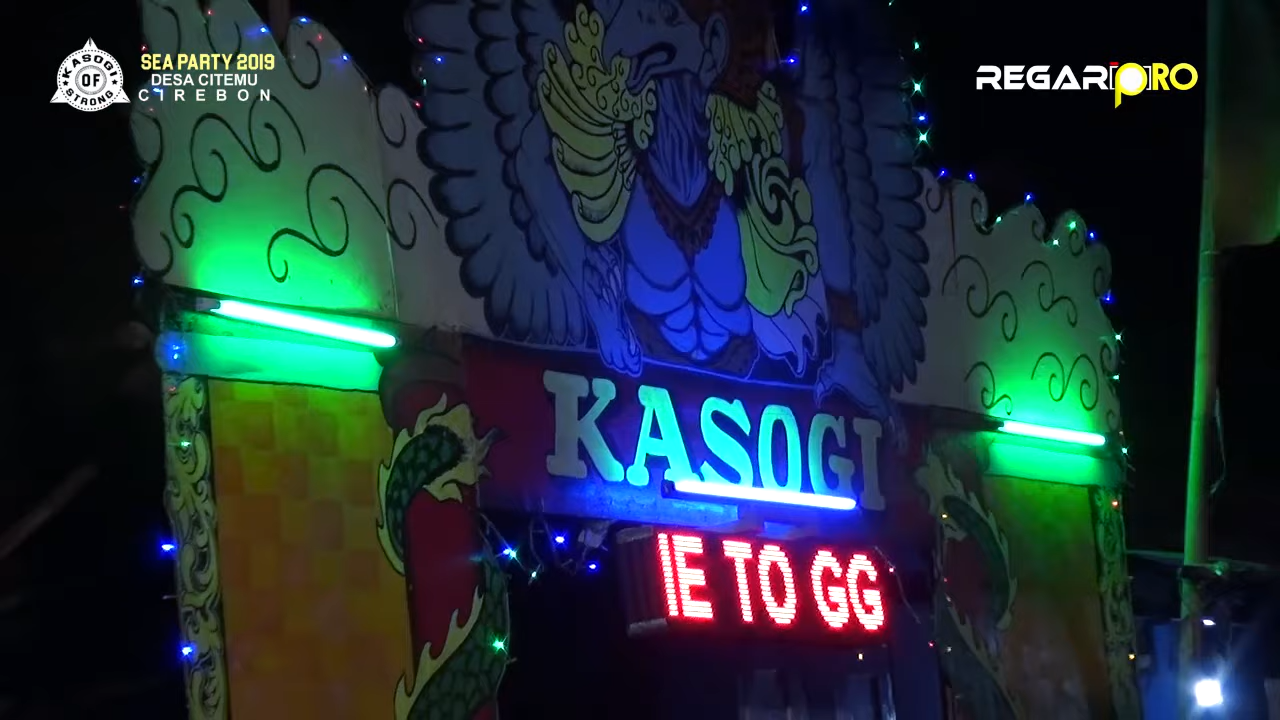 KASOGI
OF
STRONG
SEA PARTY 2019
DESA CITEMU
CIREBON
REGARPRO
KASOGI
IE TO GG